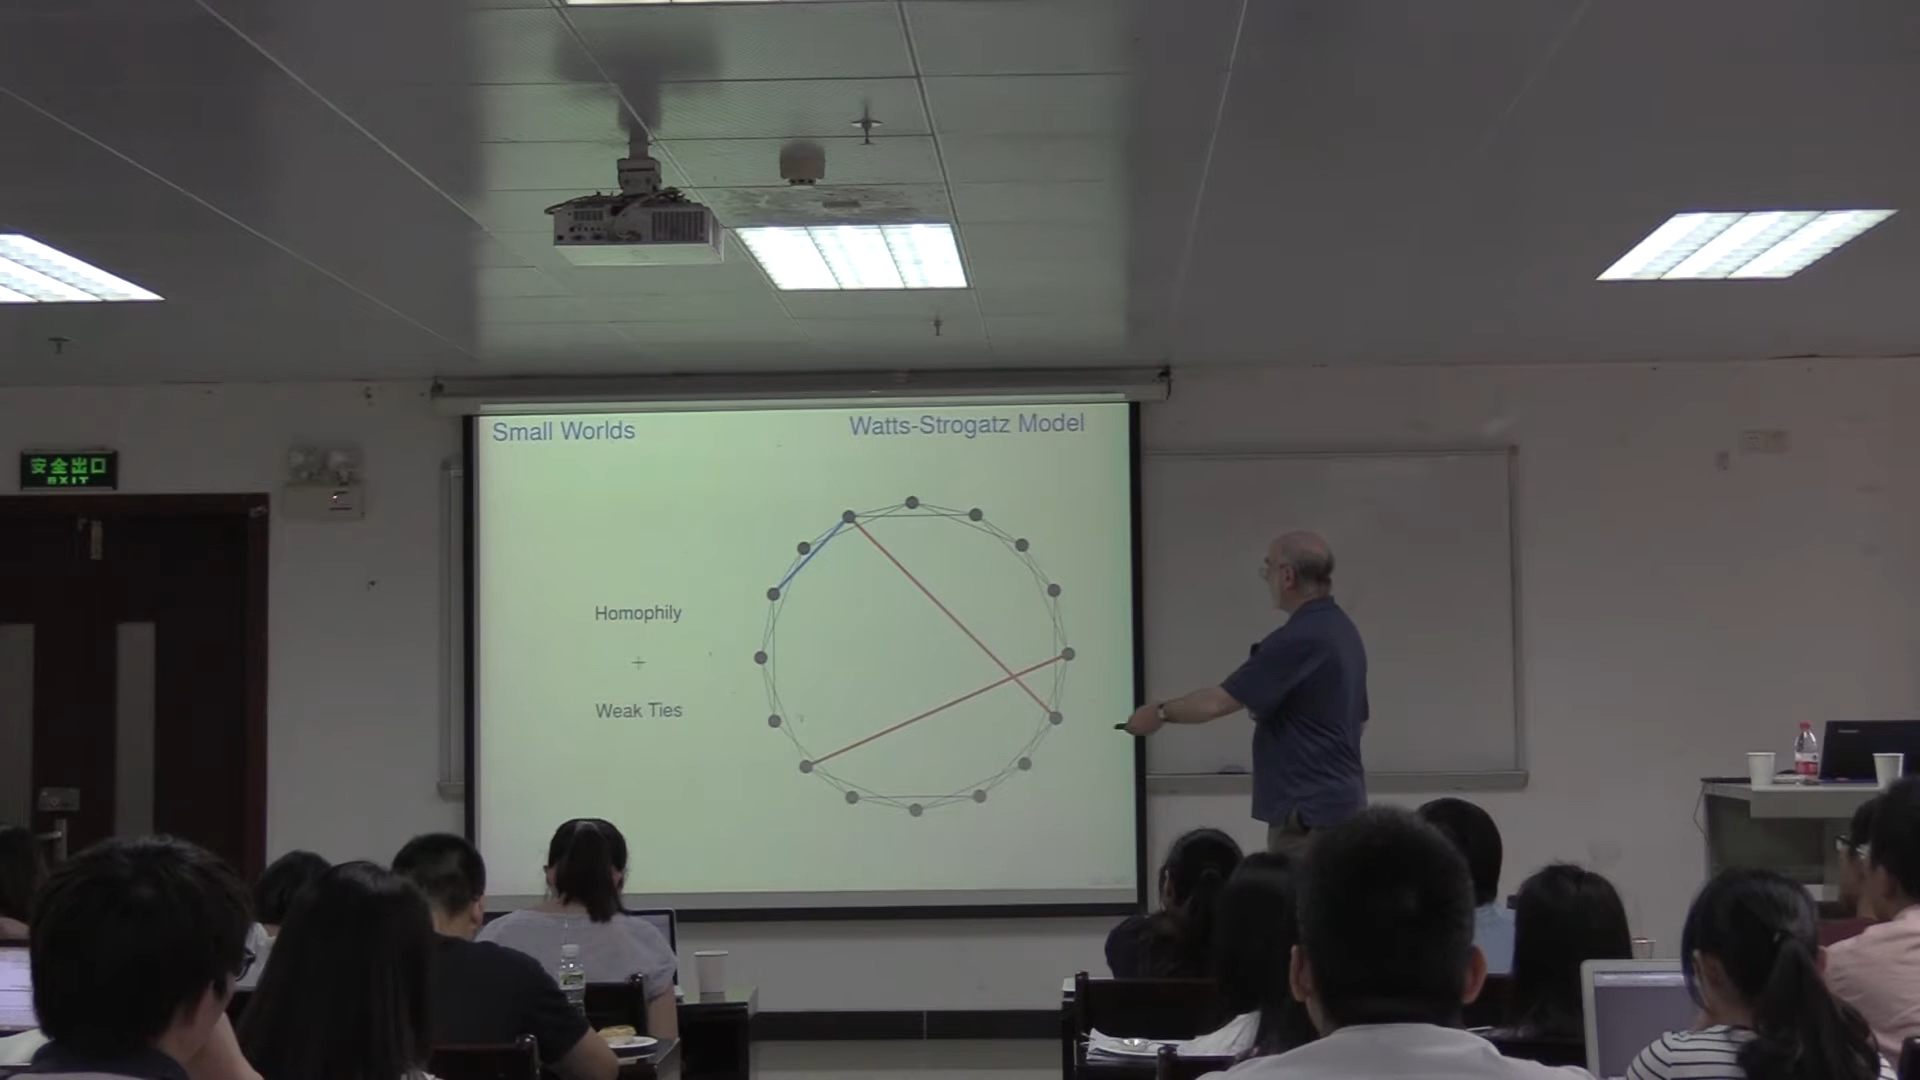 Small Worlds
Watts-Strogatz Model
安全出口
EXIT
Homophily
+
Weak Ties